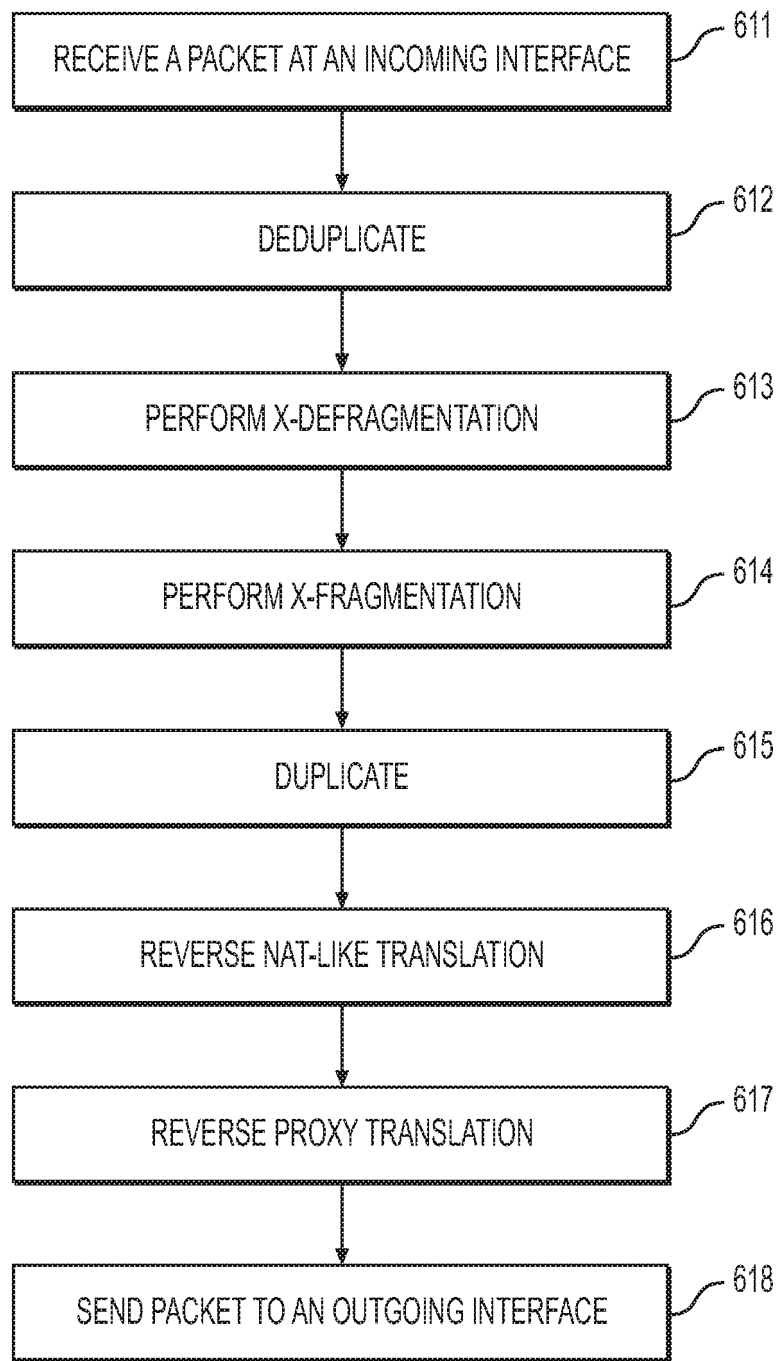 RECEIVE A PACKET AT AN INCOMING INTERFACE
611
DEDUPLICATE
612
PERFORM X-DEFRAGMENTATION
613
PERFORM X-FRAGMENTATION
614
DUPLICATE
615
REVERSE NAT-LIKE TRANSLATION
616
REVERSE PROXY TRANSLATION
617
SEND PACKET TO AN OUTGOING INTERFACE
618